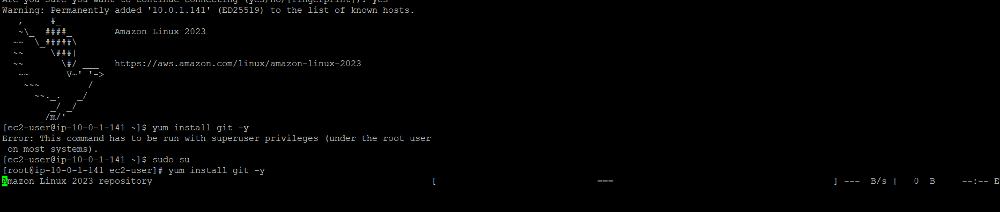 Are you sure you want to continue connecting (yes/no/[fingerprint])? yes
Warning: Permanently added '10.0.1.141' (ED25519) to the list of known hosts.
   ,     #_
   ~\_  ####_        Amazon Linux 2023
  ~~  \_#####\
  ~~     \###|
  ~~       \#/ ___   https://aws.amazon.com/linux/amazon-linux-2023
   ~~       V~' '->
    ~~~         /
      ~~._.   _/
         _/ _/
       _/m/'
[ec2-user@ip-10-0-1-141 ~]$ yum install git -y
Error: This command has to be run with superuser privileges (under the root user
 on most systems).
[ec2-user@ip-10-0-1-141 ~]$ sudo su
[root@ip-10-0-1-141 ec2-user]# yum install git -y
Amazon Linux 2023 repository                                                    [                              ===                                         ] ---  B/s |   0  B     --:-- E